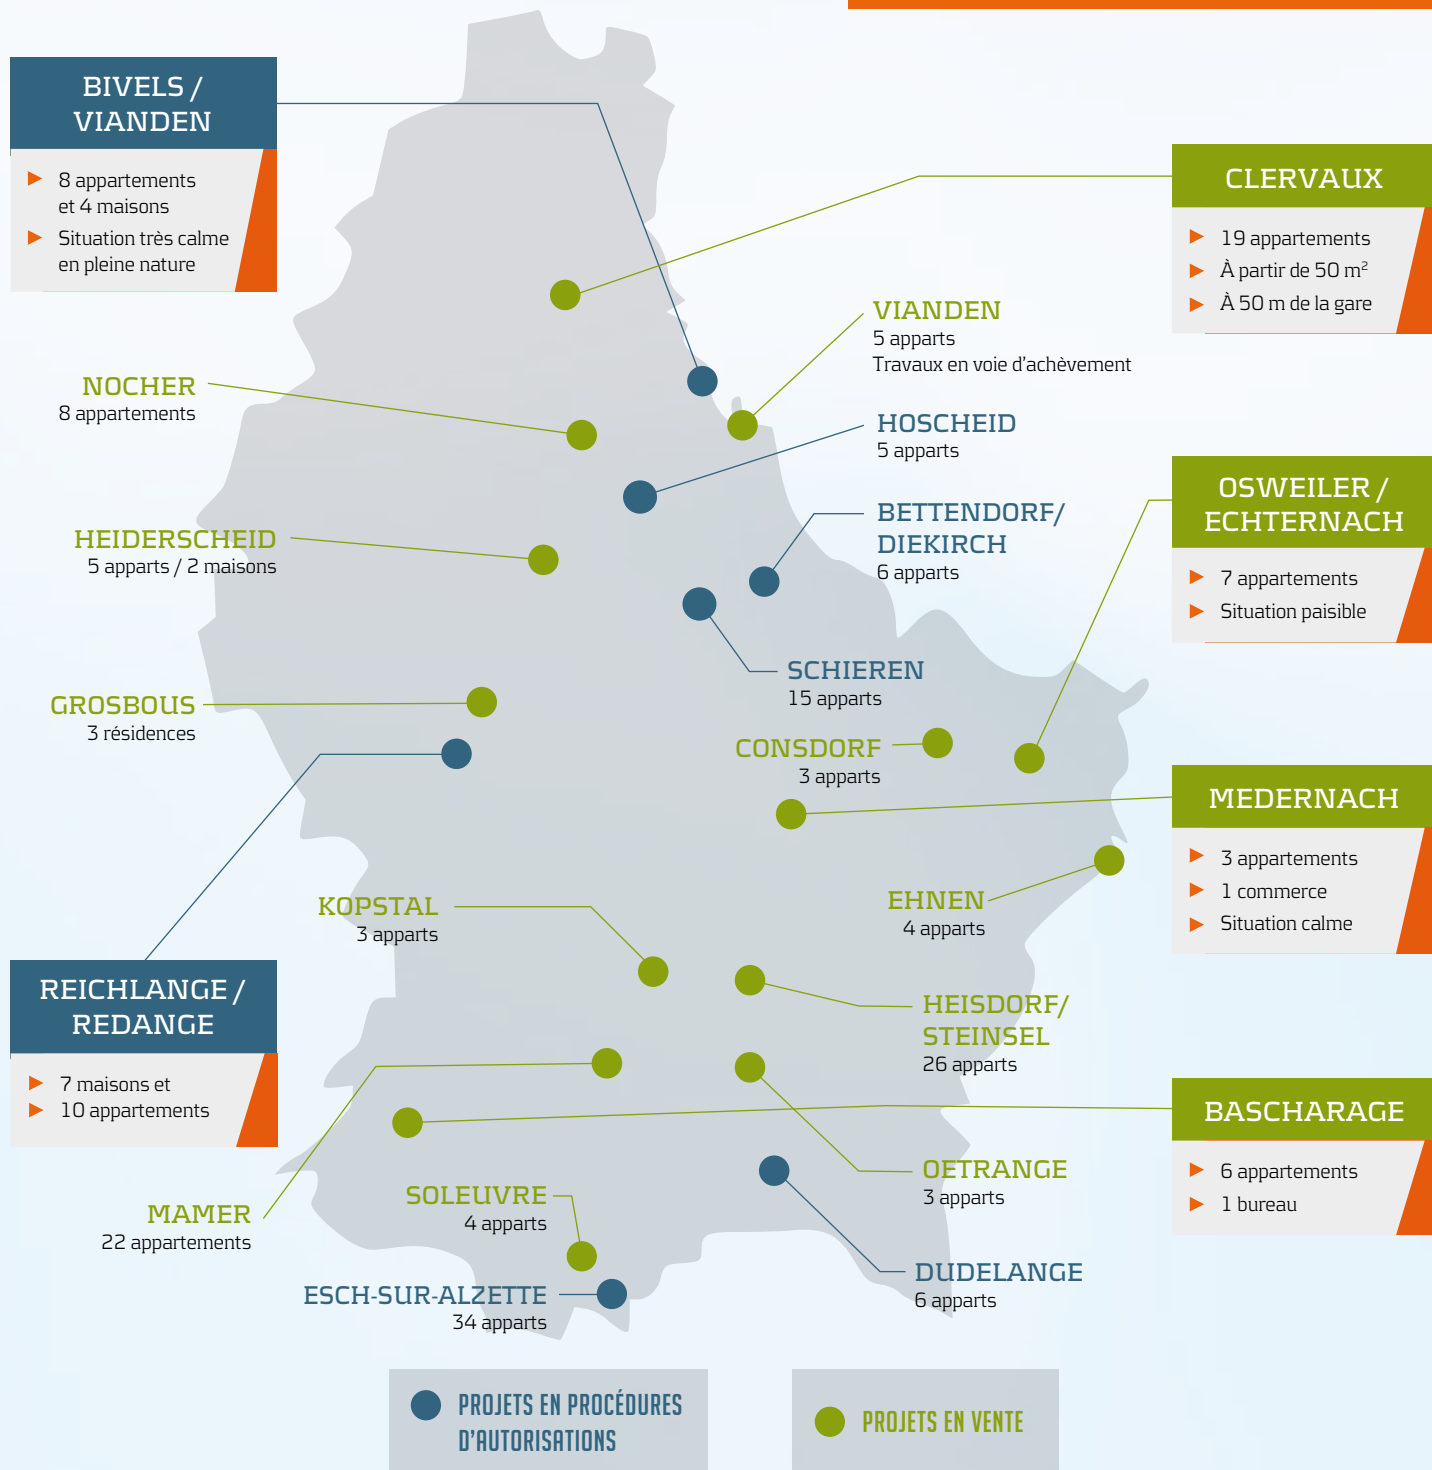 BIVELS /
VIANDEN
8 appartements
et 4 maisons
Situation très calme
en pleine nature
CLERVAUX
19 appartements
À partir de 50 m²
À 50 m de la gare
VIANDEN
5 apparts
Travaux en voie d'achèvement
NOCHER
8 appartements
HOSCHEID
5 apparts
OSWEILER /
ECHTERNACH
7 appartements
Situation paisible
BETTENDORF/
DIEKIRCH
6 apparts
HEIDERSCHEID
5 apparts / 2 maisons
SCHIEREN
15 apparts
GROSBOUS
3 résidences
CONSDORF
3 apparts
MEDERNACH
3 appartements
1 commerce
Situation calme
KOPSTAL
3 apparts
EHNEN
4 apparts
REICHLANGE /
REDANGE
7 maisons et
10 appartements
HEISDORF/
STEINSEL
26 apparts
BASCHARAGE
6 appartements
1 bureau
OETRANGE
3 apparts
MAMER
22 appartements
SOLEUVRE
4 apparts
DUDELANGE
6 apparts
ESCH-SUR-ALZETTE
34 apparts
PROJETS EN PROCÉDURES
D'AUTORISATIONS
PROJETS EN VENTE